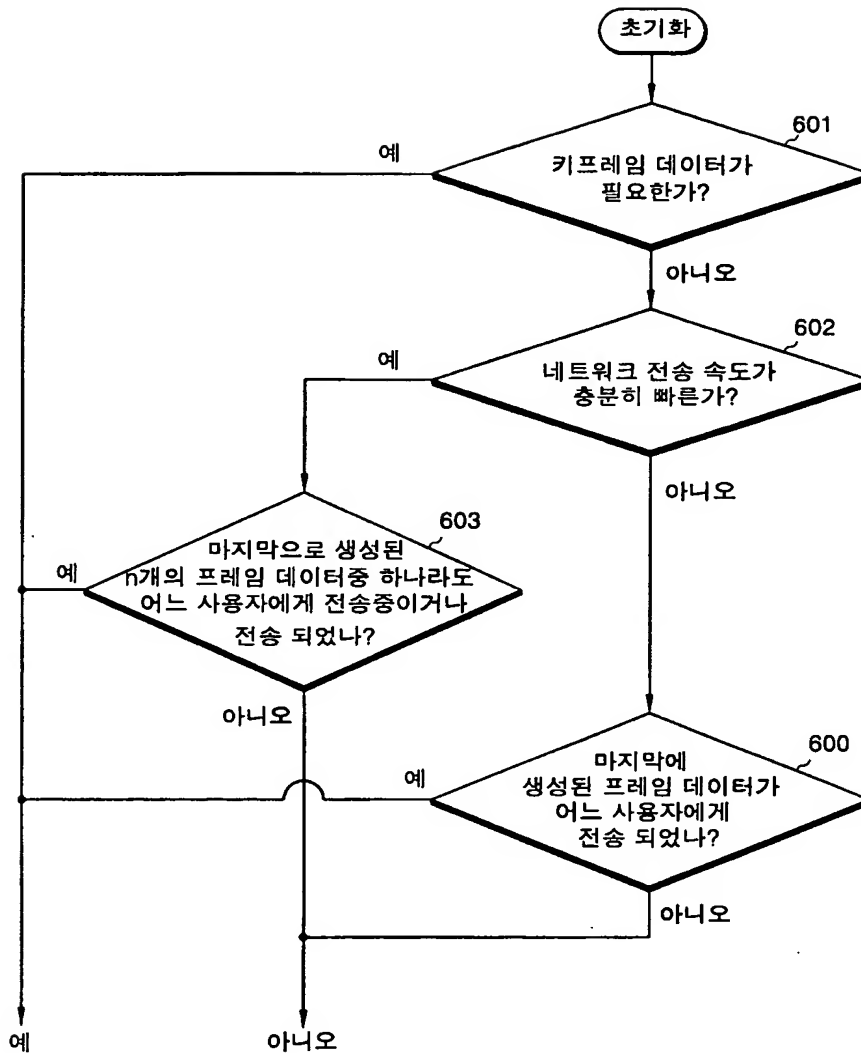 초기화
601
예
키프레임 데이터가
필요한가?
아니오
602
예
네트워크 전송 속도가
충분히 빠른가?
아니오
603
마지막으로 생성된
예
n개의 프레임 데이터중 하나라도
어느 사용자에게 전송중이거나
전송 되었나?
아니오
600
마지막에
예
생성된 프레임 데이터가
어느 사용자에게
전송 되었나?
아니오
예
아니오